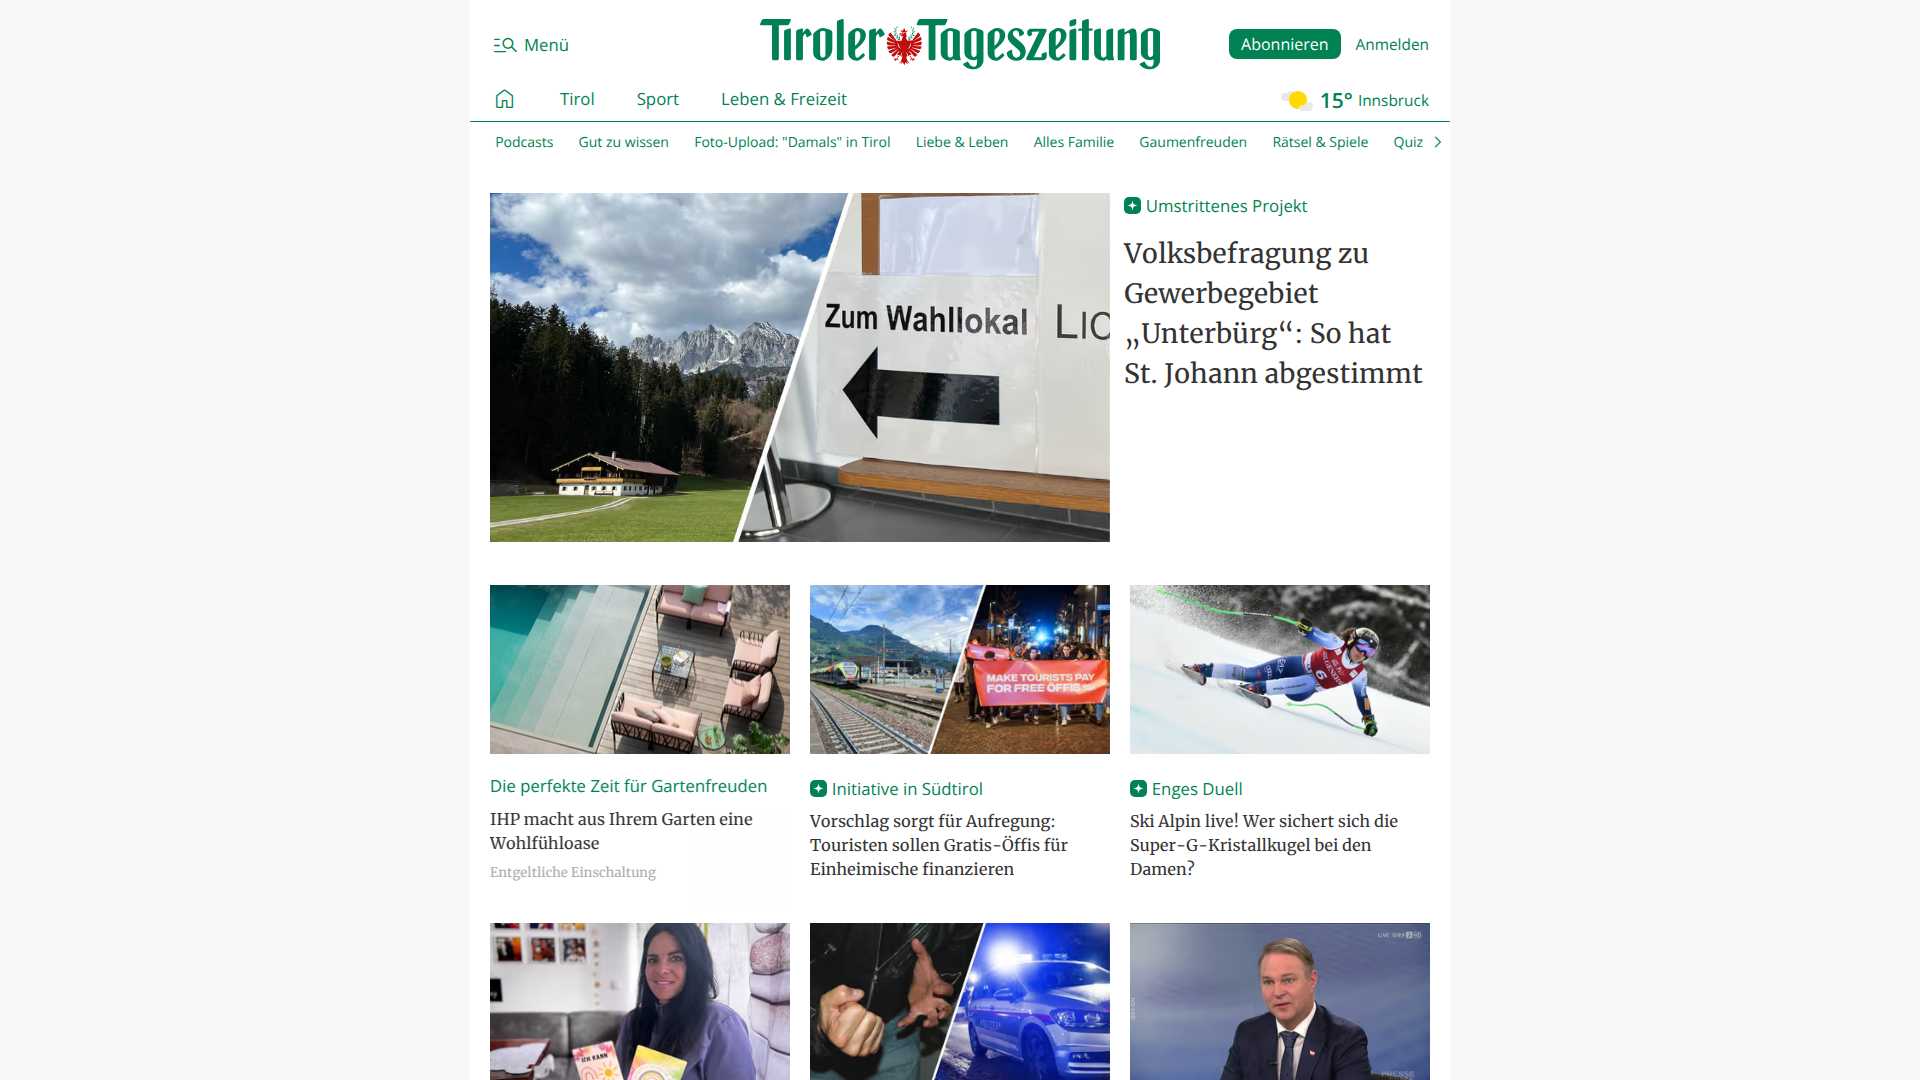 Menü
Tiroler Tageszeitung
Abonnieren
Anmelden
Tirol
Sport
Leben & Freizeit
15° Innsbruck
Podcasts
Gut zu wissen
Foto-Upload: "Damals" in Tirol
Liebe & Leben
Alles Familie
Gaumenfreuden
Rätsel & Spiele
Quiz
Zum Wahllokal
LIC
Umstrittenes Projekt
Volksbefragung zu
Gewerbegebiet
„Unterbürg“: So hat
St. Johann abgestimmt
MAKE TOURISTS PAY
FOR FREE ÖFFIS
6
Die perfekte Zeit für Gartenfreuden
IHP macht aus Ihrem Garten eine
Wohlfühloase
Entgeltliche Einschaltung
Initiative in Südtirol
Vorschlag sorgt für Aufregung:
Touristen sollen Gratis-Öffis für
Einheimische finanzieren
Enges Duell
Ski Alpin live! Wer sichert sich die
Super-G-Kristallkugel bei den
Damen?
ICH KANN
PRESSE